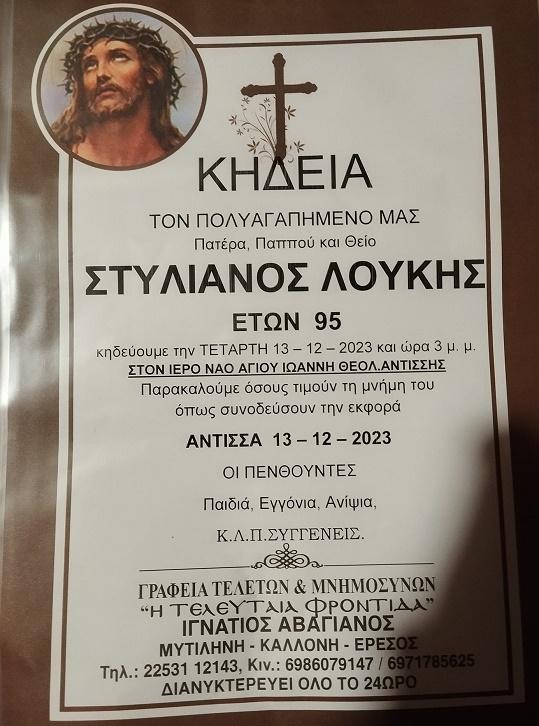 ΚΗΔΕΙΑ
ΤΟΝ ΠΟΛΥΑΓΑΠΗΜΕΝΟ ΜΑΣ
Πατέρα, Παππού και Θείο
ΣΤΥΛΙΑΝΟΣ ΛΟΥΚΗΣ
ΕΤΩΝ 95
κηδεύουμε την ΤΕΤΑΡΤΗ 13 – 12 – 2023 και ώρα 3 μ. μ.
ΣΤΟΝ ΙΕΡΟ ΝΑΟ ΑΓΙΟΥ ΙΩΑΝΝΗ ΘΕΟΛ.ΑΝΤΙΣΣΗΣ
Παρακαλούμε όσους τιμούν τη μνήμη του
όπως συνοδεύσουν την εκφορά
ΑΝΤΙΣΣΑ 13 – 12 – 2023
ΟΙ ΠΕΝΘΟΥΝΤΕΣ
Παιδιά, Εγγόνια, Ανίψια,
Κ.Λ.Π.ΣΥΓΓΕΝΕΙΣ.
ΓΡΑΦΕΙΑ ΤΕΛΕΤΩΝ & ΜΝΗΜΟΣΥΝΩΝ
“Η ΤΕΛΕΥΤΑΙΑ ΦΡΟΝΤΙΔΑ”
ΙΓΝΑΤΙΟΣ ΑΒΑΓΙΑΝΟΣ
ΜΥΤΙΛΗΝΗ - ΚΑΛΛΟΝΗ - ΕΡΕΣΟΣ
Τηλ.: 22531 12143, Κιν.: 6986079147 / 6971785625
ΔΙΑΝΥΚΤΕΡΕΥΕΙ ΟΛΟ ΤΟ 24ΩΡΟ